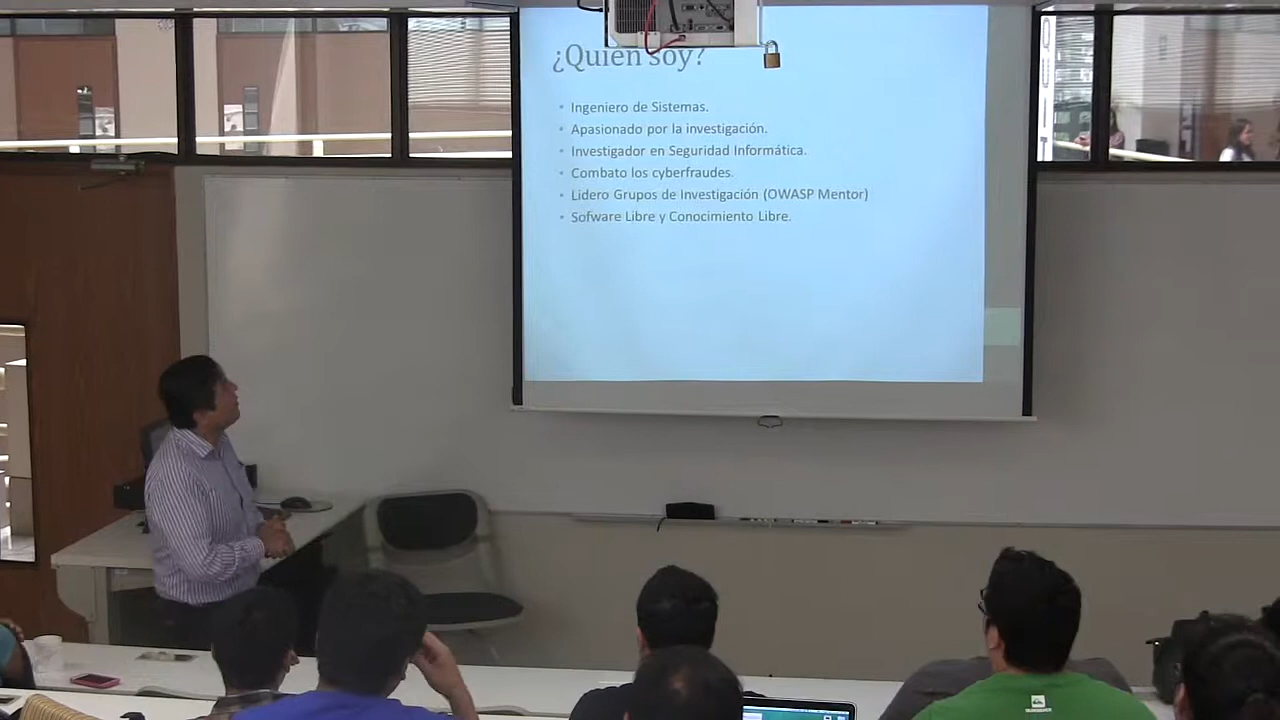 ¿Quién soy?
Ingeniero de Sistemas.
Apasionado por la investigación.
Investigador en Seguridad Informática.
Combato los cyberfraudes.
Lidero Grupos de Investigación (OWASP Mentor)
Sofware Libre y Conocimiento Libre.